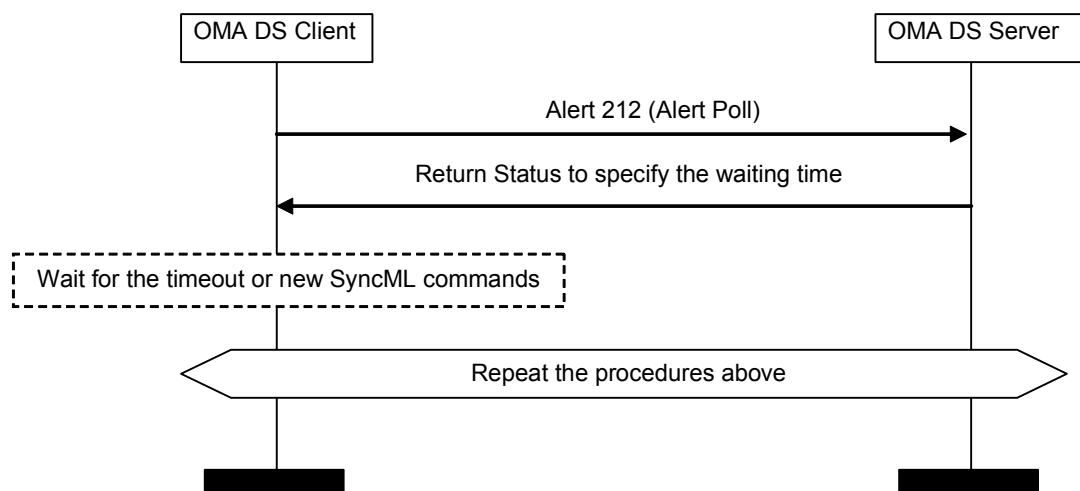 OMA DS Client
OMA DS Server
Alert 212 (Alert Poll)
Return Status to specify the waiting time
Wait for the timeout or new SyncML commands
Repeat the procedures above